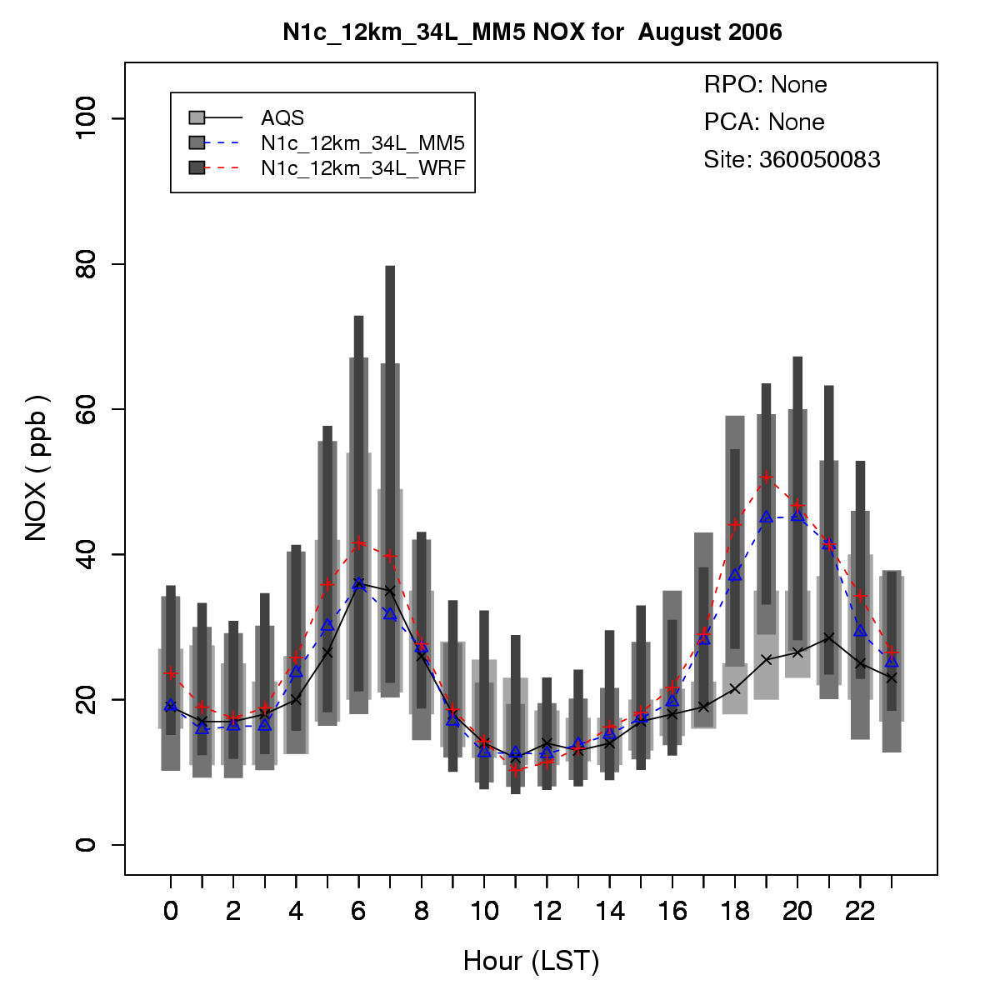 N1c_12km_34L_MM5 NOX for  August 2006
RPO: None
PCA: None
Site: 360050083
AQS
N1c_12km_34L_MM5
N1c_12km_34L_WRF
100
80
60
40
20
0
NOX ( ppb )
0 2 4 6 8 10 12 14 16 18 20 22
Hour (LST)